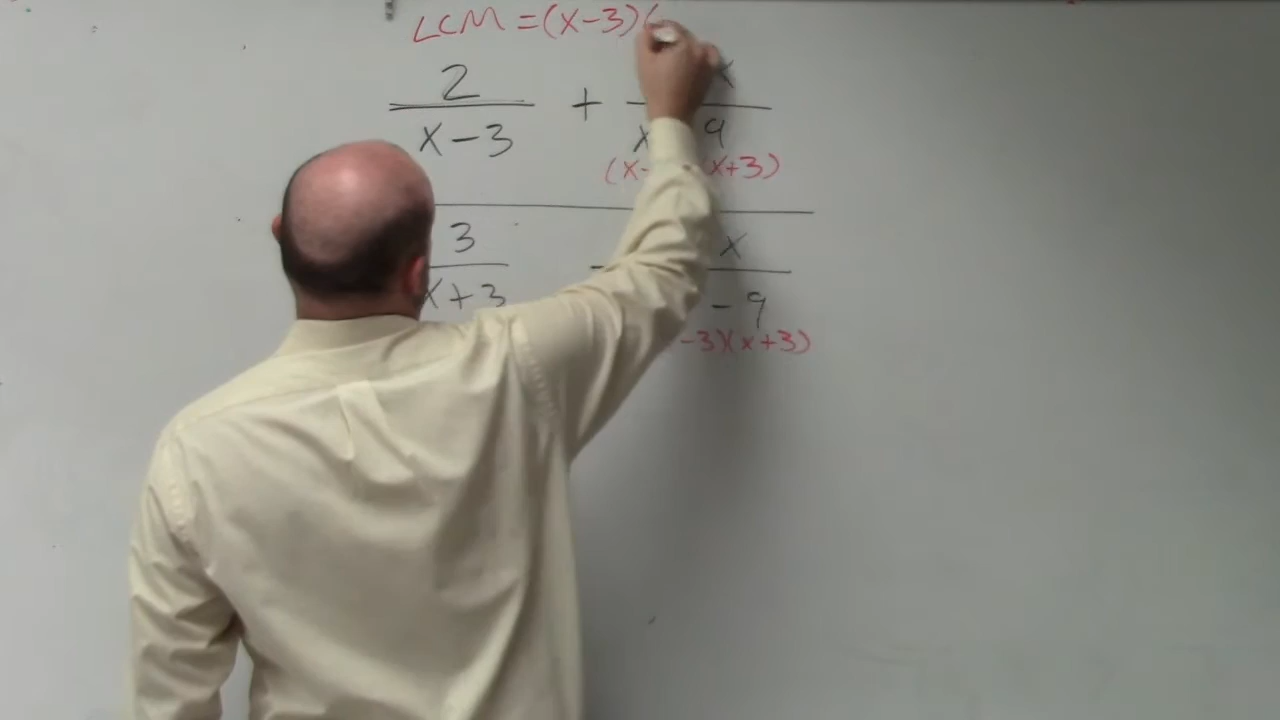 LCM = (x-3)(
2 + x
x-3 x 9
(x- x+3)
3 - x
x+3 - 9
-3)(x+3)